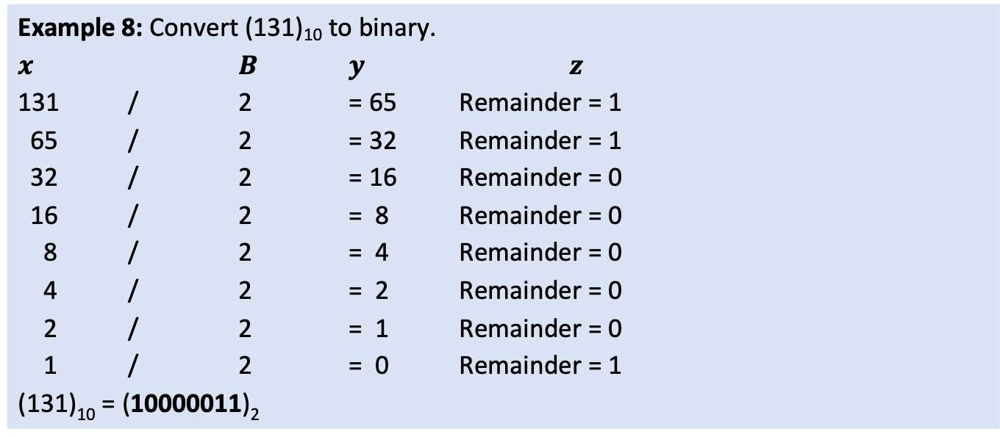 Example 8: Convert (131)₁₀ to binary.
x B y z
131 / 2 = 65 Remainder = 1
65 / 2 = 32 Remainder = 1
32 / 2 = 16 Remainder = 0
16 / 2 = 8 Remainder = 0
8 / 2 = 4 Remainder = 0
4 / 2 = 2 Remainder = 0
2 / 2 = 1 Remainder = 0
1 / 2 = 0 Remainder = 1
(131)₁₀ = (10000011)₂